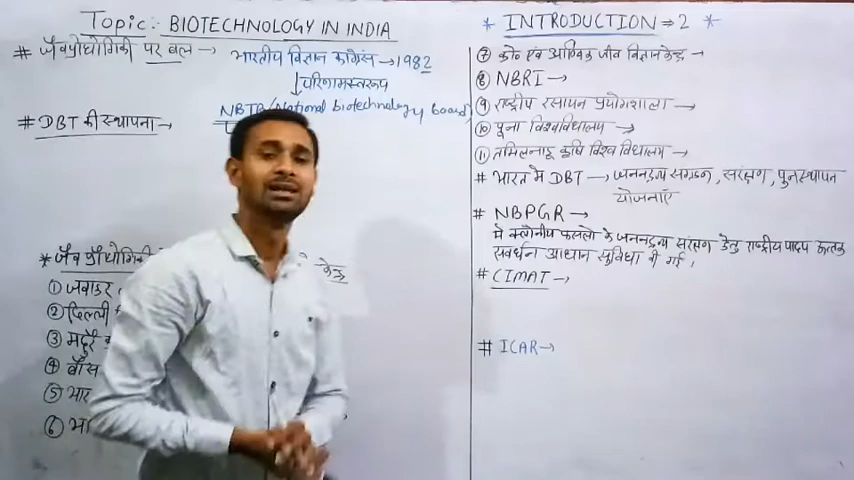 Topic:- BIOTECHNOLOGY IN INDIA
# जैवप्रौद्योगिकी पर बल → भारतीय विज्ञान कांग्रेस → 1982
↓ परिणामस्वरूप
NBTB (National biotechnology board)
# DBT की स्थापना →
* जैव प्रौद्योगिकी
केन्द्र
① जवाहर
② दिल्ली
③ मदुरै
④ बोस
⑤ भार
⑥ भा
* INTRODUCTION ⇒ 2 *
⑦ को० एवं आण्विक जीव विज्ञान केन्द्र →
⑧ NBRI →
⑨ राष्ट्रीय रसायन प्रयोगशाला →
⑩ पूना विश्वविधालय →
⑪ तमिलनाडू कृषि विश्व विधालय →
# भारत मे DBT → जननद्रव्य संरक्षण, पुनस्थापन
योजनाएँ
# NBPGR →
मे क्लोनीय फसलो के जननद्रव्य संरक्षण हेतु राष्ट्रीय पादप ऊतक
संवर्धन आधान सुविधा दी गई।
# CIMAT →
# ICAR →